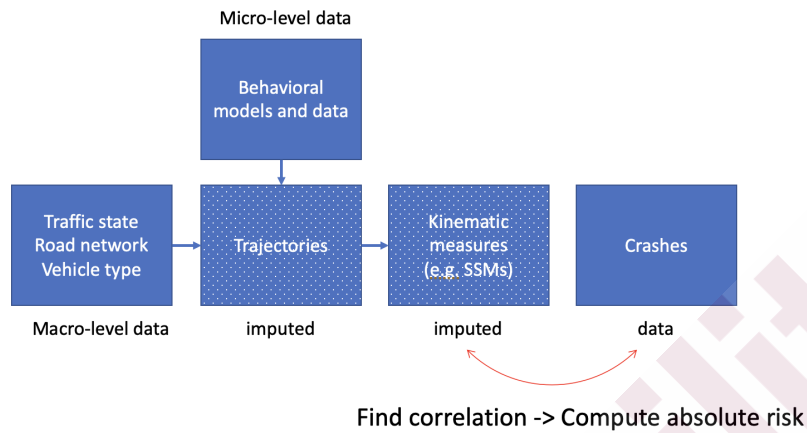 Micro-level data
Behavioral
models and data
Traffic state
Road network
Vehicle type
Trajectories
Kinematic
measures
(e.g. SSMs)
Crashes
Macro-level data
imputed
imputed
data
Find correlation -> Compute absolute risk